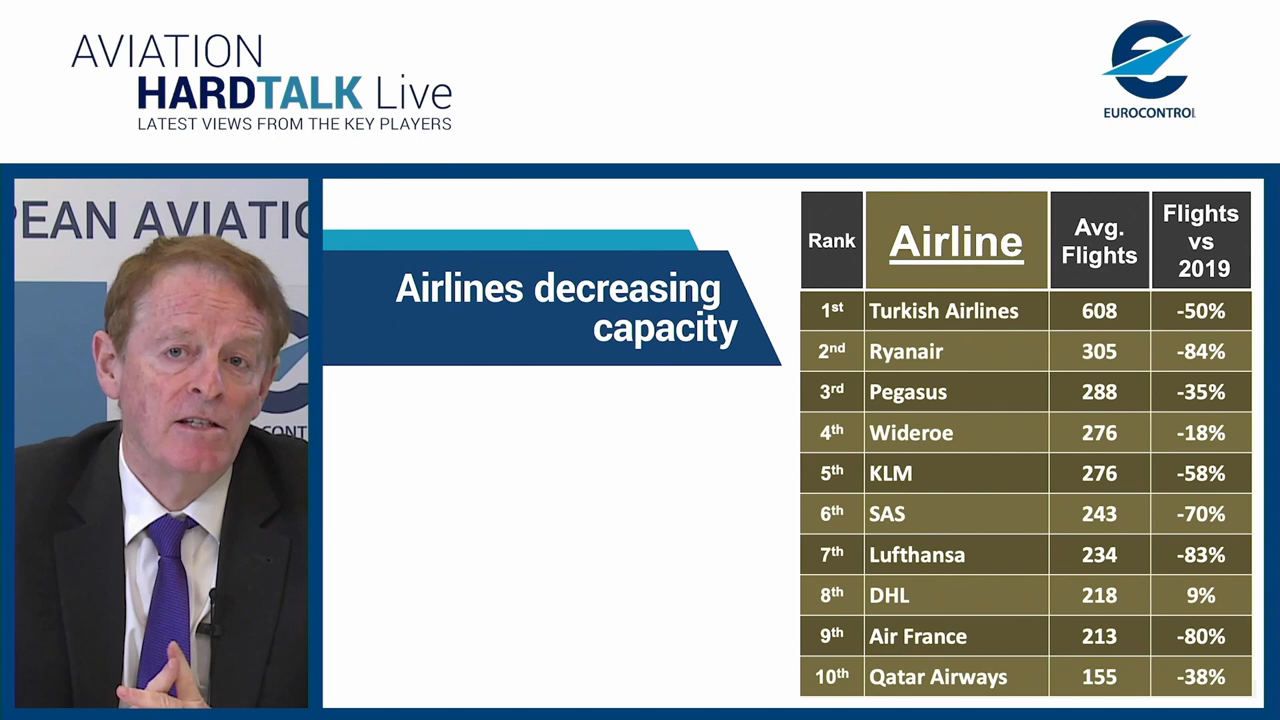 AVIATION
HARDTALK Live
LATEST VIEWS FROM THE KEY PLAYERS
EUROCONTROL
PEAN AVIATIO
CONT
Airlines decreasing
capacity
Rank Airline Avg. Flights Flights vs 2019
1st Turkish Airlines 608 -50%
2nd Ryanair 305 -84%
3rd Pegasus 288 -35%
4th Wideroe 276 -18%
5th KLM 276 -58%
6th SAS 243 -70%
7th Lufthansa 234 -83%
8th DHL 218 9%
9th Air France 213 -80%
10th Qatar Airways 155 -38%